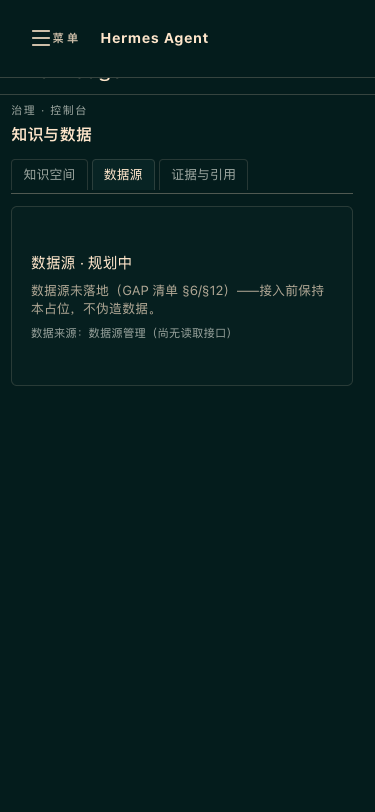 菜单
Hermes Agent
治理 · 控制台
知识与数据
知识空间
数据源
证据与引用
数据源 · 规划中
数据源未落地（GAP 清单 §6/§12）——接入前保持
本占位，不伪造数据。
数据来源：数据源管理（尚无读取接口）